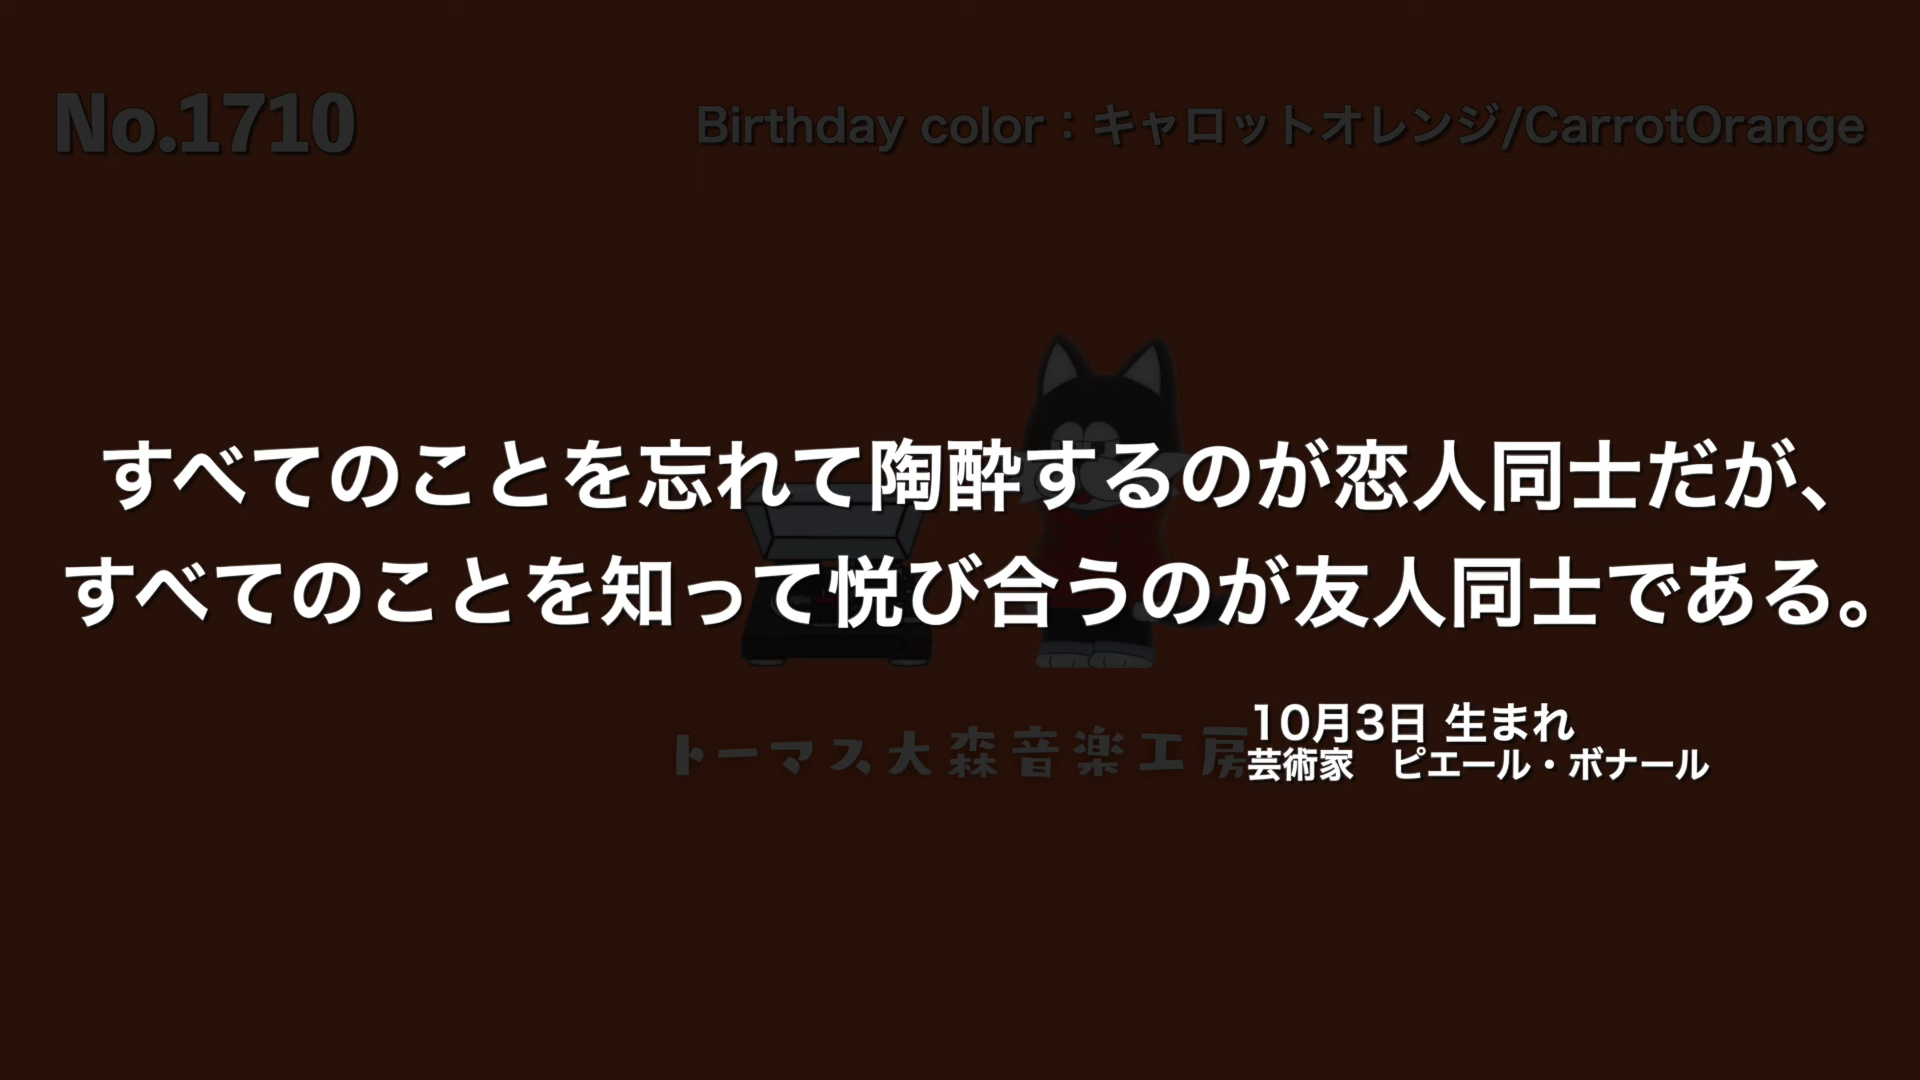 No.1710
Birthday color：キャロットオレンジ/CarrotOrange
すべてのことを忘れて陶酔するのが恋人同士だが、
すべてのことを知って悦び合うのが友人同士である。
10月3日 生まれ
芸術家　ピエール・ボナール
トーマス大森音楽工房